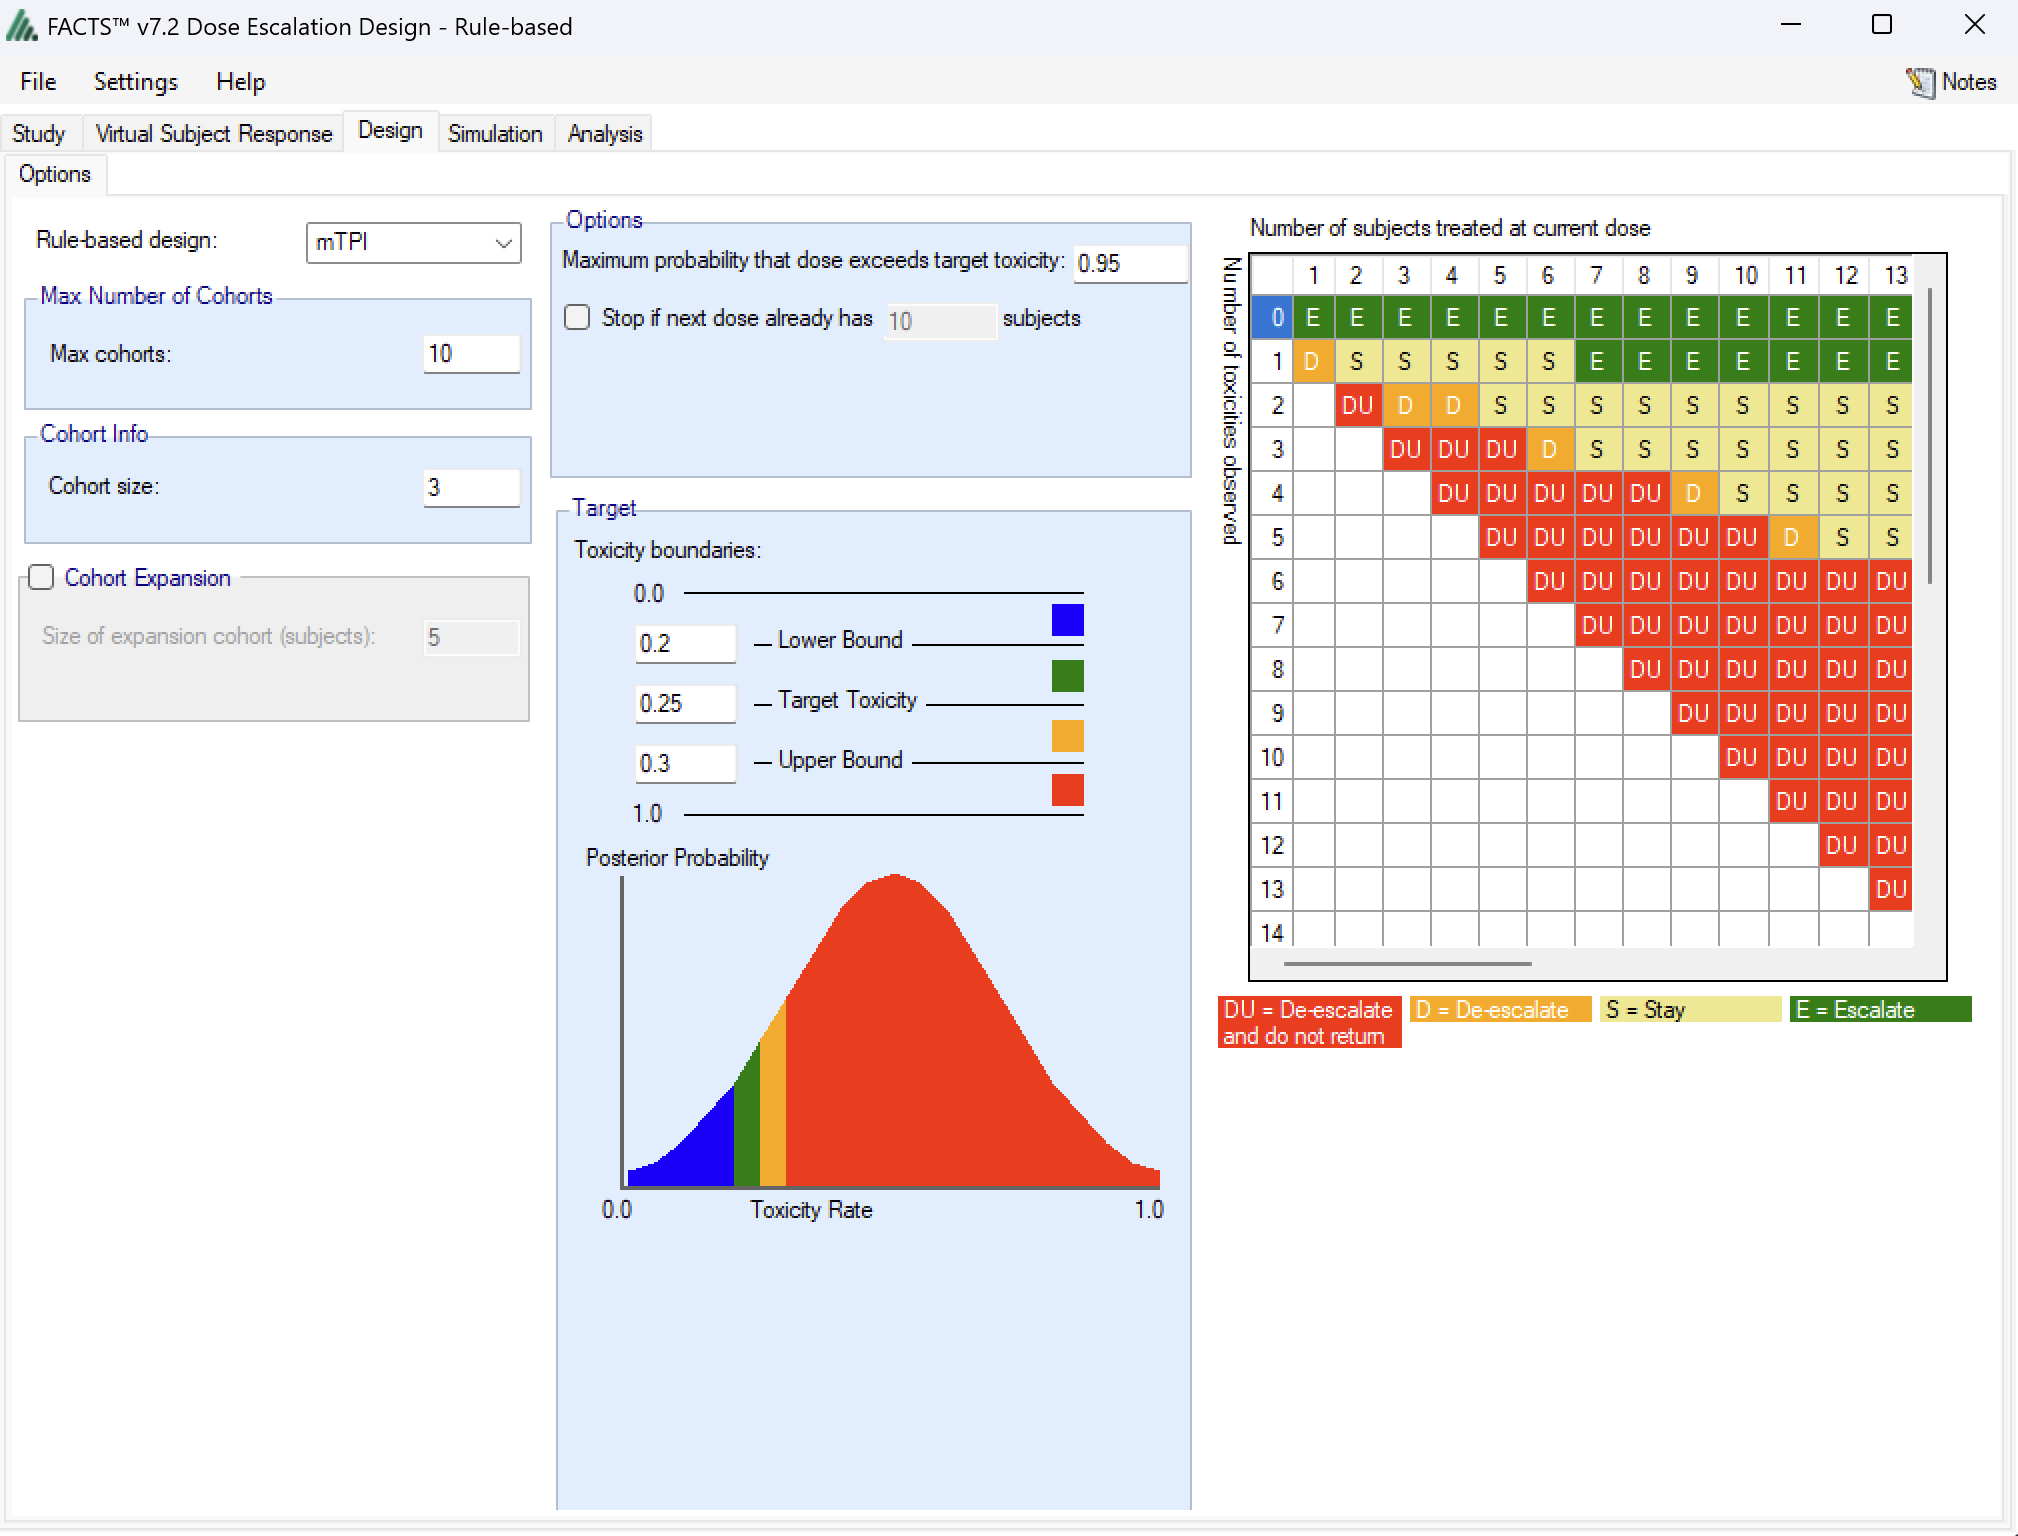 FACTS™ v7.2 Dose Escalation Design - Rule-based
File Settings Help
Notes
Study Virtual Subject Response Design Simulation Analysis
Options
Rule-based design: mTPI
Max Number of Cohorts
Max cohorts: 10
Cohort Info
Cohort size: 3
Cohort Expansion
Size of expansion cohort (subjects): 5
Options
Maximum probability that dose exceeds target toxicity: 0.95
Stop if next dose already has 10 subjects
Target
Toxicity boundaries:
0.0
0.2 Lower Bound
0.25 Target Toxicity
0.3 Upper Bound
1.0
Posterior Probability
0.0 Toxicity Rate 1.0
Number of subjects treated at current dose
Number of toxicities observed
1 2 3 4 5 6 7 8 9 10 11 12 13
0 E E E E E E E E E E E E E
1 D S S S S S E E E E E E E
2 DU D D S S S S S S S S S
3 DU DU DU D S S S S S S S
4 DU DU DU DU DU D S S S S
5 DU DU DU DU DU DU D S S
6 DU DU DU DU DU DU DU DU
7 DU DU DU DU DU DU DU
8 DU DU DU DU DU DU
9 DU DU DU DU DU
10 DU DU DU DU
11 DU DU DU
12 DU DU
13 DU
14
DU = De-escalate
and do not return
D = De-escalate
S = Stay
E = Escalate